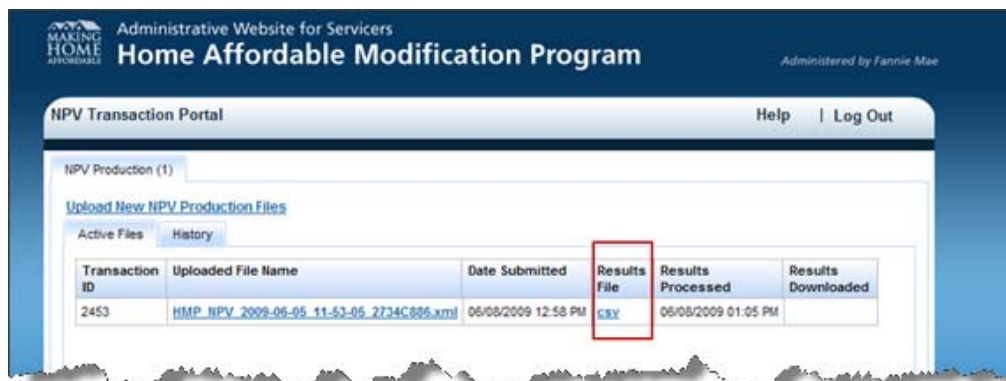 MAKING
HOME
AFFORDABLE
Administrative Website for Servicers
Home Affordable Modification Program
Administered by Fannie Mae
NPV Transaction Portal
Help | Log Out
NPV Production (1)
Upload New NPV Production Files
Active Files History
Transaction ID Uploaded File Name Date Submitted Results File Results Processed Results Downloaded
2453 HMP_NPV_2009-06-05_11-53-05_2734C886.xml 06/08/2009 12:58 PM csv 06/08/2009 01:05 PM